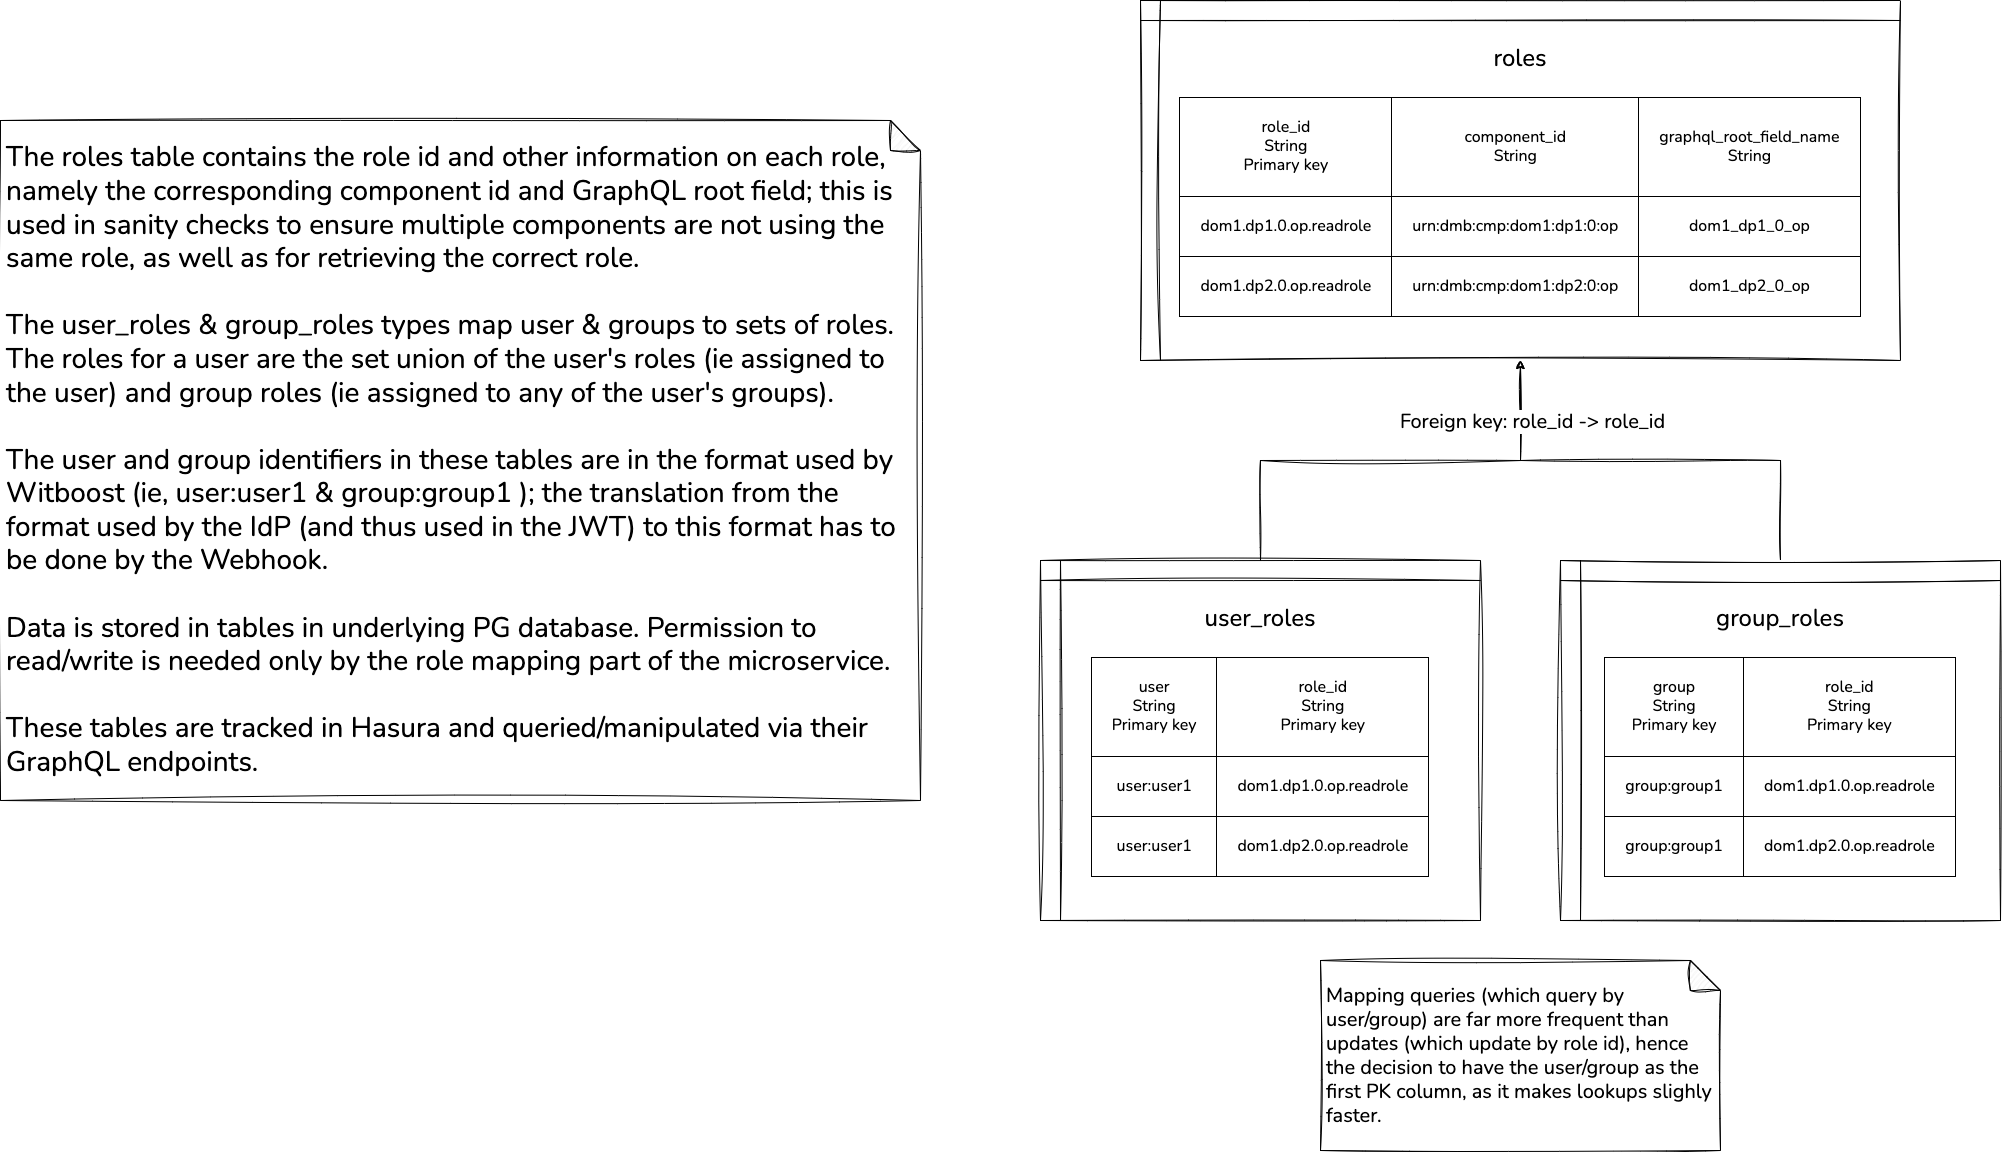 The roles table contains the role id and other information on each role,
namely the corresponding component id and GraphQL root field; this is
used in sanity checks to ensure multiple components are not using the
same role, as well as for retrieving the correct role.
The user_roles & group_roles types map user & groups to sets of roles.
The roles for a user are the set union of the user's roles (ie assigned to
the user) and group roles (ie assigned to any of the user's groups).
The user and group identifiers in these tables are in the format used by
Witboost (ie, user:user1 & group:group1 ); the translation from the
format used by the IdP (and thus used in the JWT) to this format has to
be done by the Webhook.
Data is stored in tables in underlying PG database. Permission to
read/write is needed only by the role mapping part of the microservice.
These tables are tracked in Hasura and queried/manipulated via their
GraphQL endpoints.
roles
role_id
String
Primary key
component_id
String
graphql_root_field_name
String
dom1.dp1.0.op.readrole
urn:dmb:cmp:dom1:dp1:0:op
dom1_dp1_0_op
dom1.dp2.0.op.readrole
urn:dmb:cmp:dom1:dp2:0:op
dom1_dp2_0_op
Foreign key: role_id -> role_id
user_roles
user
String
Primary key
role_id
String
Primary key
user:user1
dom1.dp1.0.op.readrole
user:user1
dom1.dp2.0.op.readrole
group_roles
group
String
Primary key
role_id
String
Primary key
group:group1
dom1.dp1.0.op.readrole
group:group1
dom1.dp2.0.op.readrole
Mapping queries (which query by
user/group) are far more frequent than
updates (which update by role id), hence
the decision to have the user/group as the
first PK column, as it makes lookups slighly
faster.